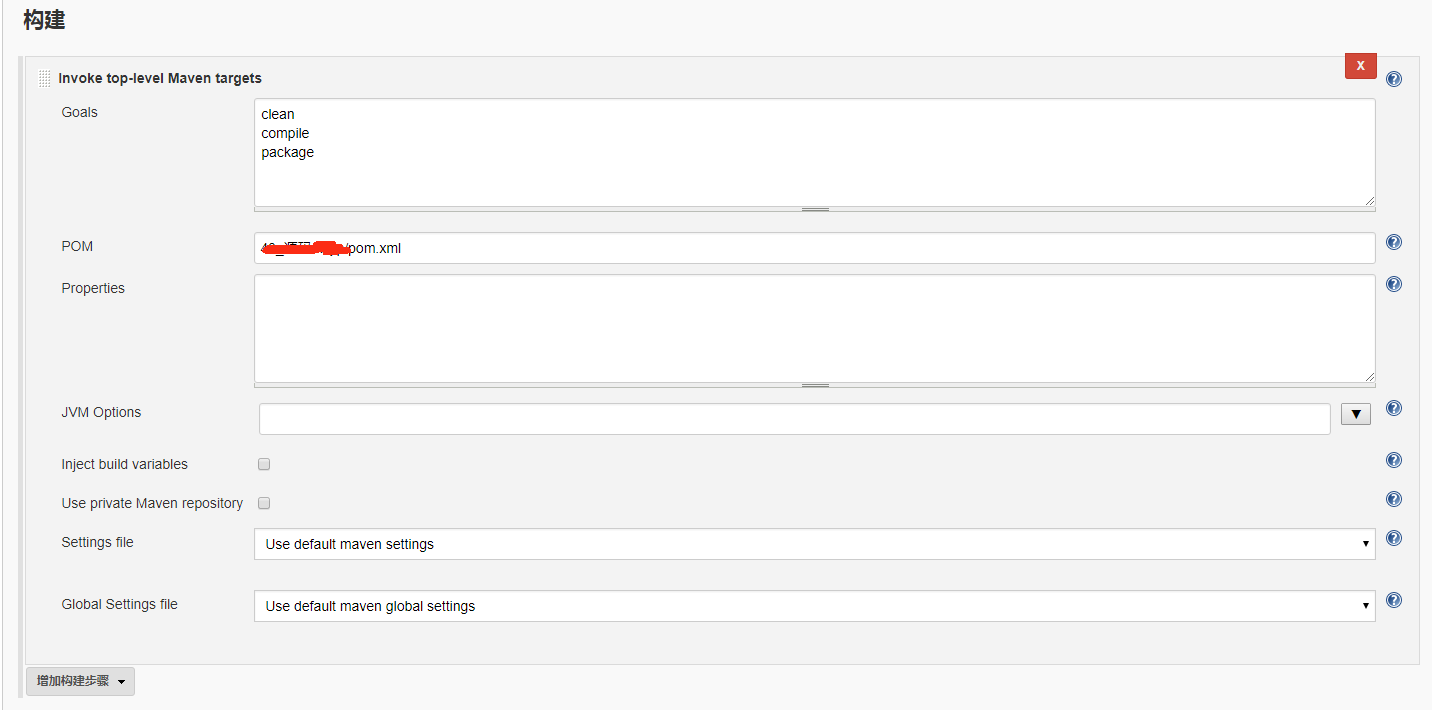 构建
Invoke top-level Maven targets
X
Goals
clean
compile
package
POM
/pom.xml
Properties
JVM Options
Inject build variables
Use private Maven repository
Settings file
Use default maven settings
Global Settings file
Use default maven global settings
增加构建步骤